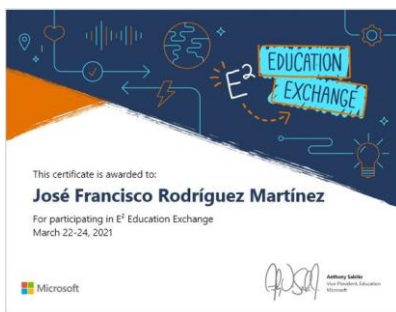 E² EDUCATION
EXCHANGE
This certificate is awarded to:
José Francisco Rodríguez Martínez
For participating in E² Education Exchange
March 22-24, 2021
Microsoft
Anthony Salcito
Vice President, Education
Microsoft